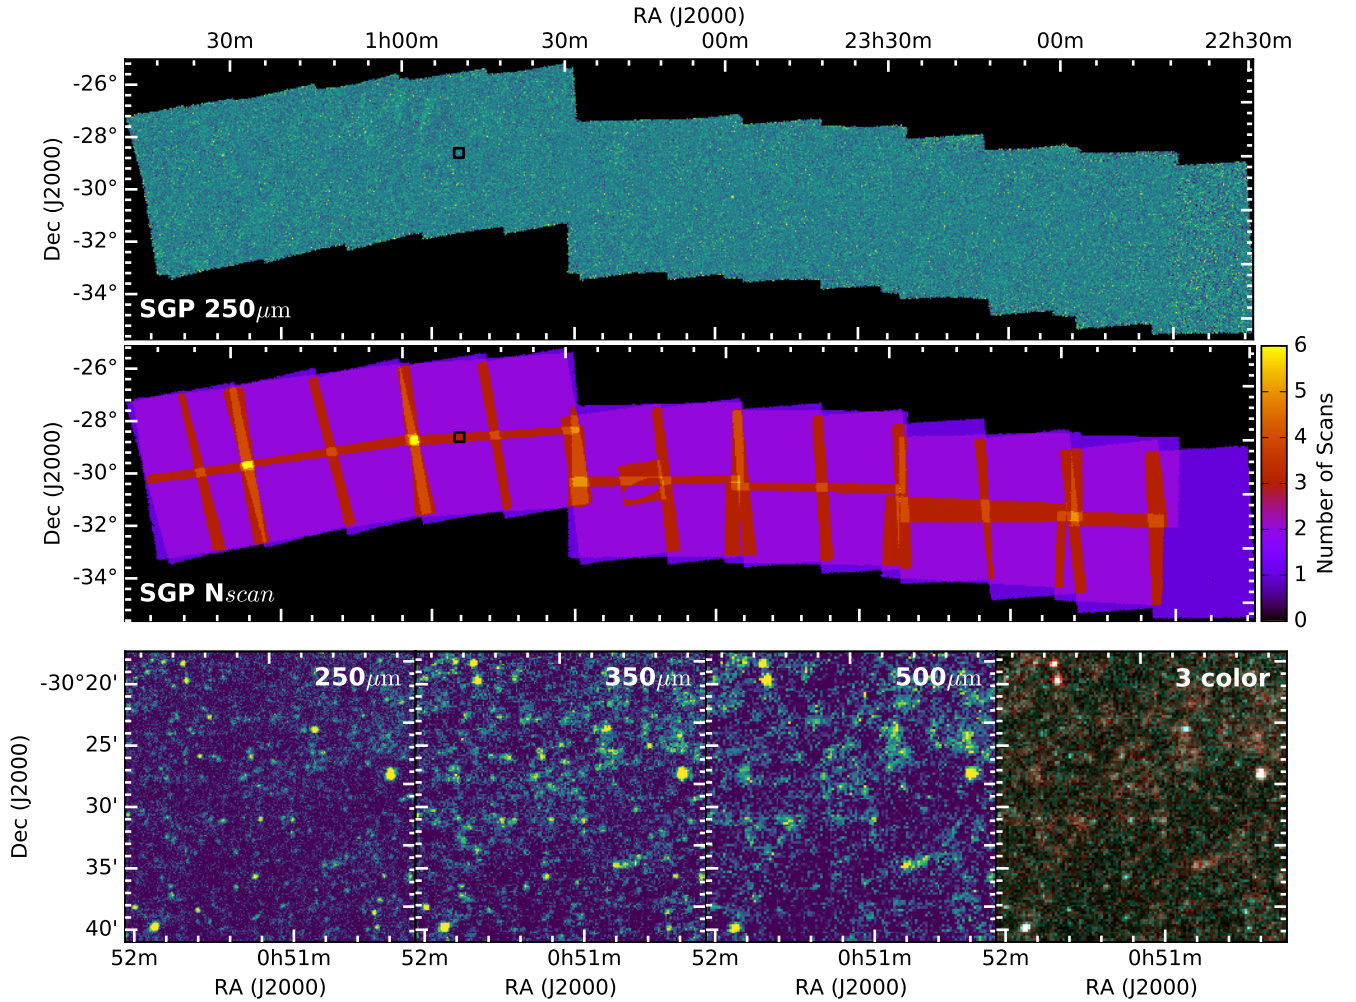 RA (J2000)
30m 1h00m 30m 00m 23h30m 00m 22h30m
-26°
-28°
-30°
-32°
-34°
Dec (J2000)
SGP 250μm
-26°
-28°
-30°
-32°
-34°
Dec (J2000)
SGP Nscan
6
5
4
3
2
1
0
Number of Scans
250μm 350μm 500μm 3 color
-30°20'
25'
30'
35'
40'
Dec (J2000)
52m 0h51m 52m 0h51m 52m 0h51m 52m 0h51m
RA (J2000) RA (J2000) RA (J2000) RA (J2000)